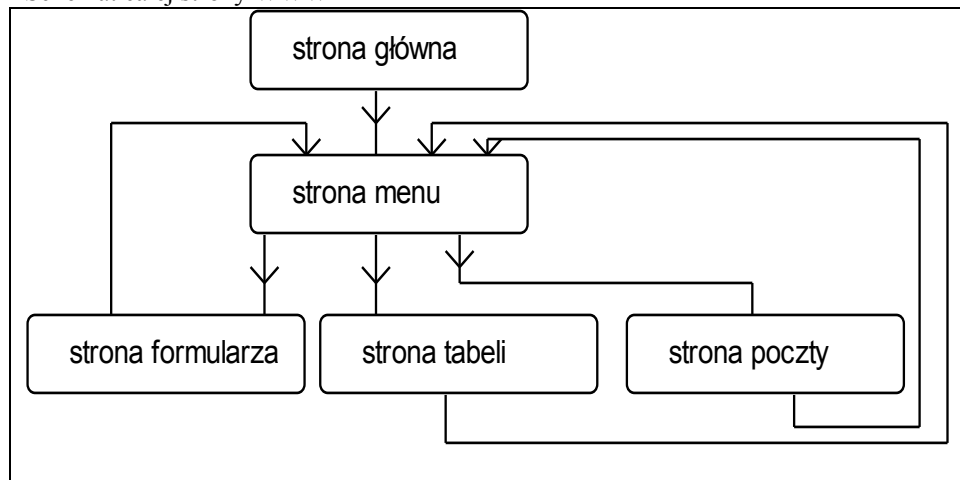 strona główna
strona menu
strona formularza
strona tabeli
strona poczty